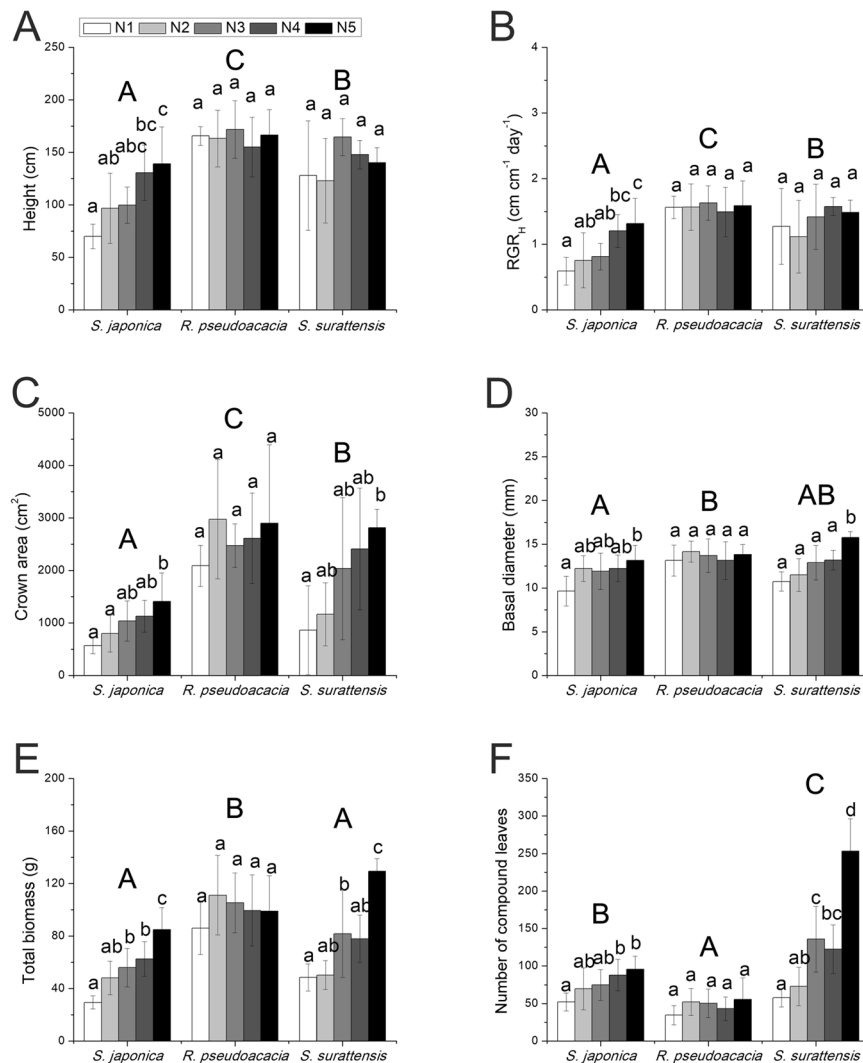 A
N1 N2 N3 N4 N5
Height (cm)
250
200
150
100
50
0
A
C
B
a ab abc bc c
a a a a a
a a a a a
S. japonica R. pseudoacacia S. surattensis
B
RGR_H (cm cm⁻¹ day⁻¹)
4
3
2
1
0
A
C
B
a ab ab bc c
a a a a a
a a a a a
S. japonica R. pseudoacacia S. surattensis
C
Crown area (cm²)
5000
4000
3000
2000
1000
0
A
C
B
a a ab ab b
a a a a a
a ab ab ab b
S. japonica R. pseudoacacia S. surattensis
D
Basal diameter (mm)
30
25
20
15
10
5
0
A
B
AB
a ab ab ab b
a a a a a
a a a a b
S. japonica R. pseudoacacia S. surattensis
E
Total biomass (g)
200
160
120
80
40
0
A
B
A
a ab b b c
a a a a a
a ab b ab c
S. japonica R. pseudoacacia S. surattensis
F
Number of compound leaves
350
300
250
200
150
100
50
0
B
A
C
a ab ab b b
a a a a a
a ab c bc d
S. japonica R. pseudoacacia S. surattensis